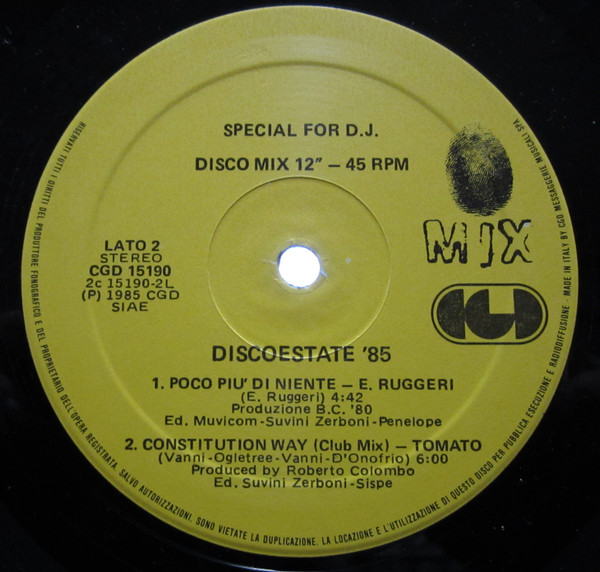 SPECIAL FOR D.J.
DISCO MIX 12" – 45 RPM
MIX
LATO 2
STEREO
CGD 15190
2c 15190-2L
(P) 1985 CGD
SIAE
CGD
DISCOESTATE '85
1. POCO PIU' DI NIENTE – E. RUGGERI
(E. Ruggeri) 4:42
Produzione B.C. '80
Ed. Muvicom-Suvini Zerboni-Penelope
2. CONSTITUTION WAY (Club Mix) – TOMATO
(Vanni-Ogletree-Vanni-D'Onofrio) 6:00
Produced by Roberto Colombo
Ed. Suvini Zerboni-Sispe
RISERVATI TUTTI I DIRITTI DEL PRODUTTORE FONOGRAFICO E DEL PROPRIETARIO DELL'OPERA REGISTRATA. SALVO AUTORIZZAZIONI, SONO VIETATE LA DUPLICAZIONE, LA LOCAZIONE E L'UTILIZZAZIONE DI QUESTO DISCO PER PUBBLICA ESECUZIONE E RADIODIFFUSIONE - MADE IN ITALY BY CGD MESSAGGERIE MUSICALI SPA